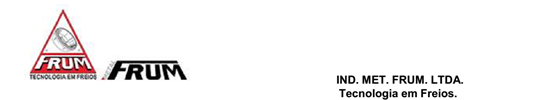 FRUM
TECNOLOGIA EM FREIOS
FRUM
IND. MET. FRUM. LTDA.
Tecnologia em Freios.